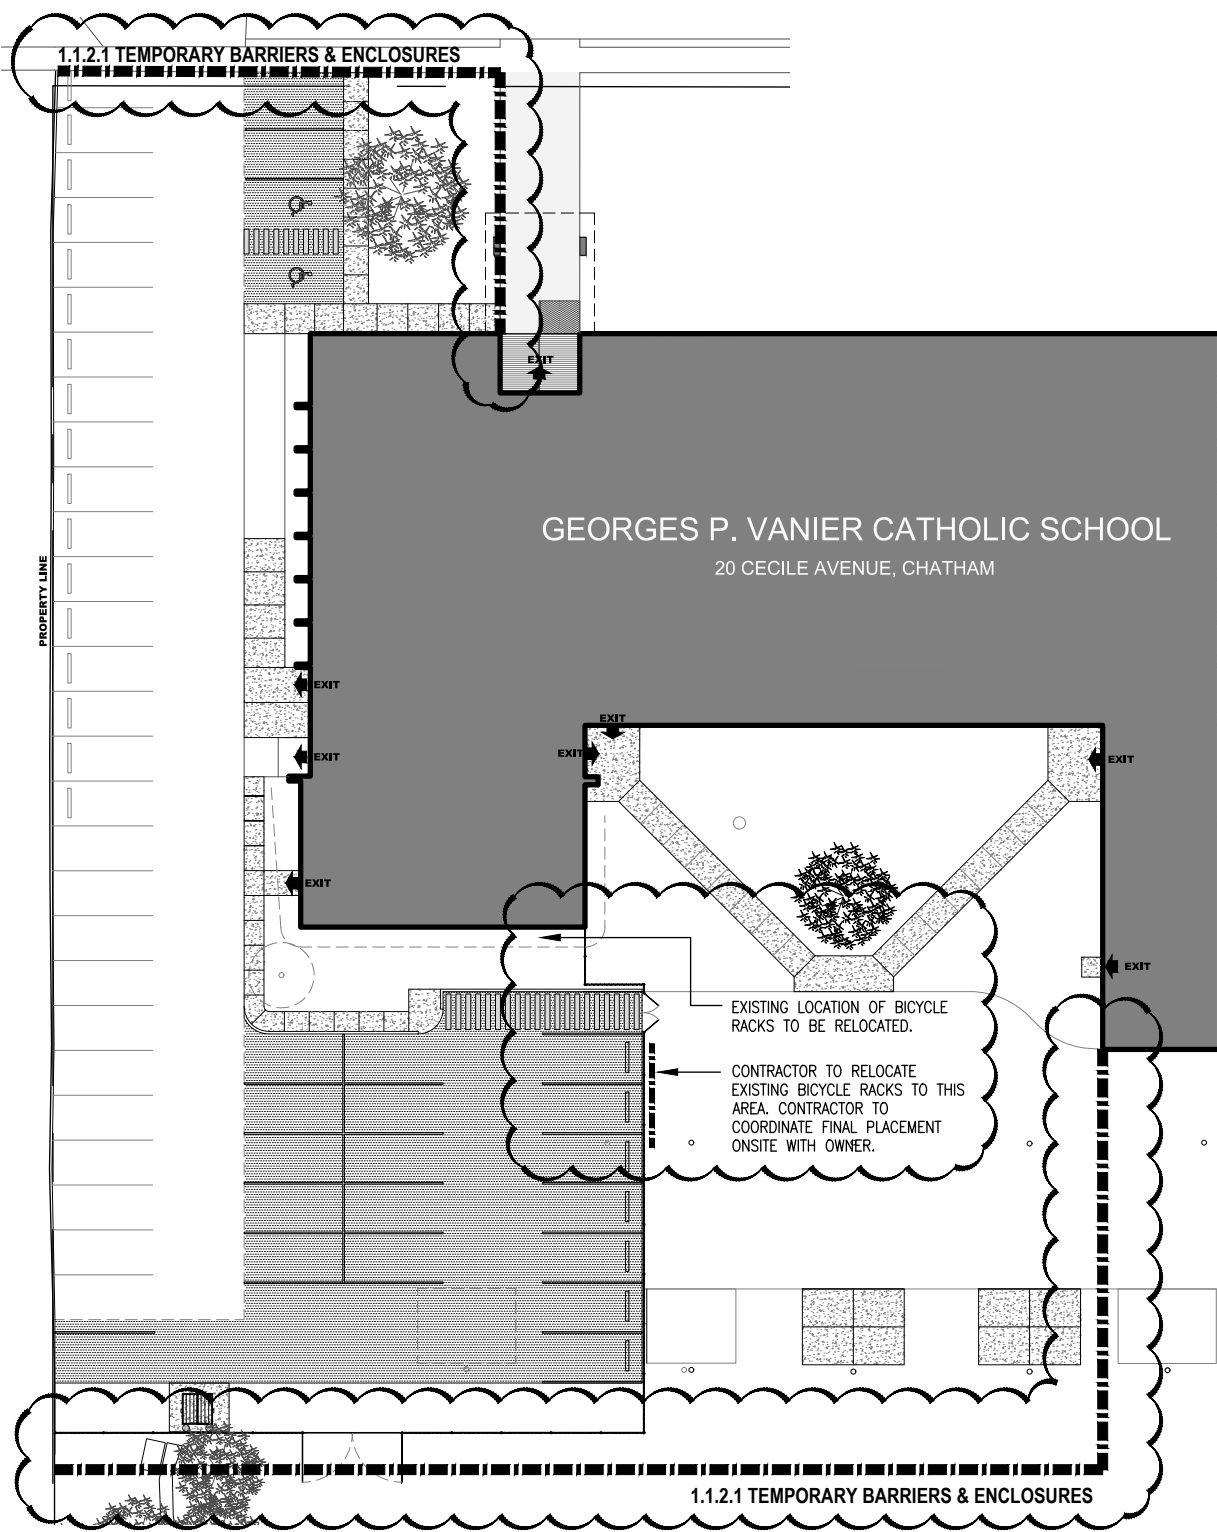 1.1.2.1 TEMPORARY BARRIERS & ENCLOSURES
EXIT
GEORGES P. VANIER CATHOLIC SCHOOL
20 CECILE AVENUE, CHATHAM
PROPERTY LINE
EXIT
EXIT
EXIT
EXIT
EXIT
EXIT
EXIT
EXISTING LOCATION OF BICYCLE
RACKS TO BE RELOCATED.
CONTRACTOR TO RELOCATE
EXISTING BICYCLE RACKS TO THIS
AREA. CONTRACTOR TO
COORDINATE FINAL PLACEMENT
ONSITE WITH OWNER.
1.1.2.1 TEMPORARY BARRIERS & ENCLOSURES